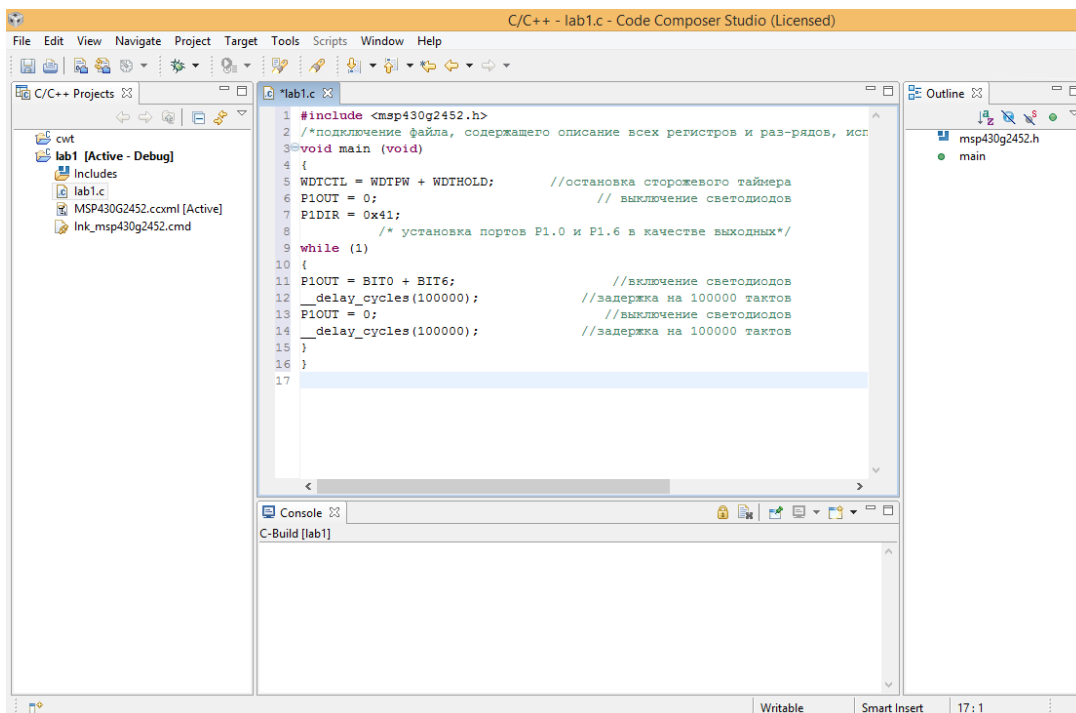 C/C++ - lab1.c - Code Composer Studio (Licensed)
File Edit View Navigate Project Target Tools Scripts Window Help
C/C++ Projects
cwt
lab1 [Active - Debug]
Includes
lab1.c
MSP430G2452.ccxml [Active]
lnk_msp430g2452.cmd
*lab1.c
1 #include <msp430g2452.h>
2 /*подключение файла, содержащего описание всех регистров и раз-рядов, исп
3 void main (void)
4 {
5 WDTCTL = WDTPW + WDTHOLD; //остановка сторожевого таймера
6 P1OUT = 0; // выключение светодиодов
7 P1DIR = 0x41;
8 /* установка портов P1.0 и P1.6 в качестве выходных*/
9 while (1)
10 {
11 P1OUT = BIT0 + BIT6; //включение светодиодов
12 __delay_cycles(100000); //задержка на 100000 тактов
13 P1OUT = 0; //выключение светодиодов
14 __delay_cycles(100000); //задержка на 100000 тактов
15 }
16 }
17
Outline
msp430g2452.h
main
Console
C-Build [lab1]
Writable Smart Insert 17 : 1